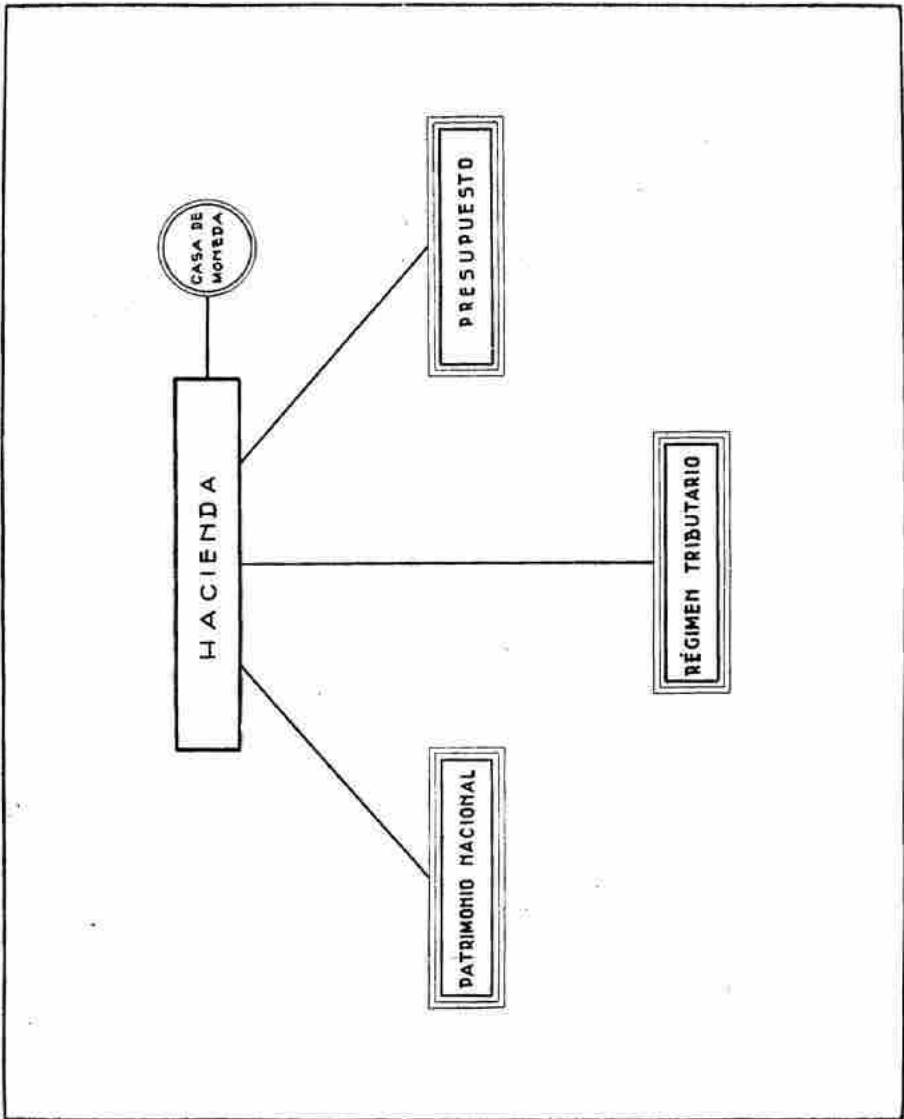 HACIENDA
CASA DE
MONEDA
PATRIMONIO NACIONAL
RÉGIMEN TRIBUTARIO
PRESUPUESTO